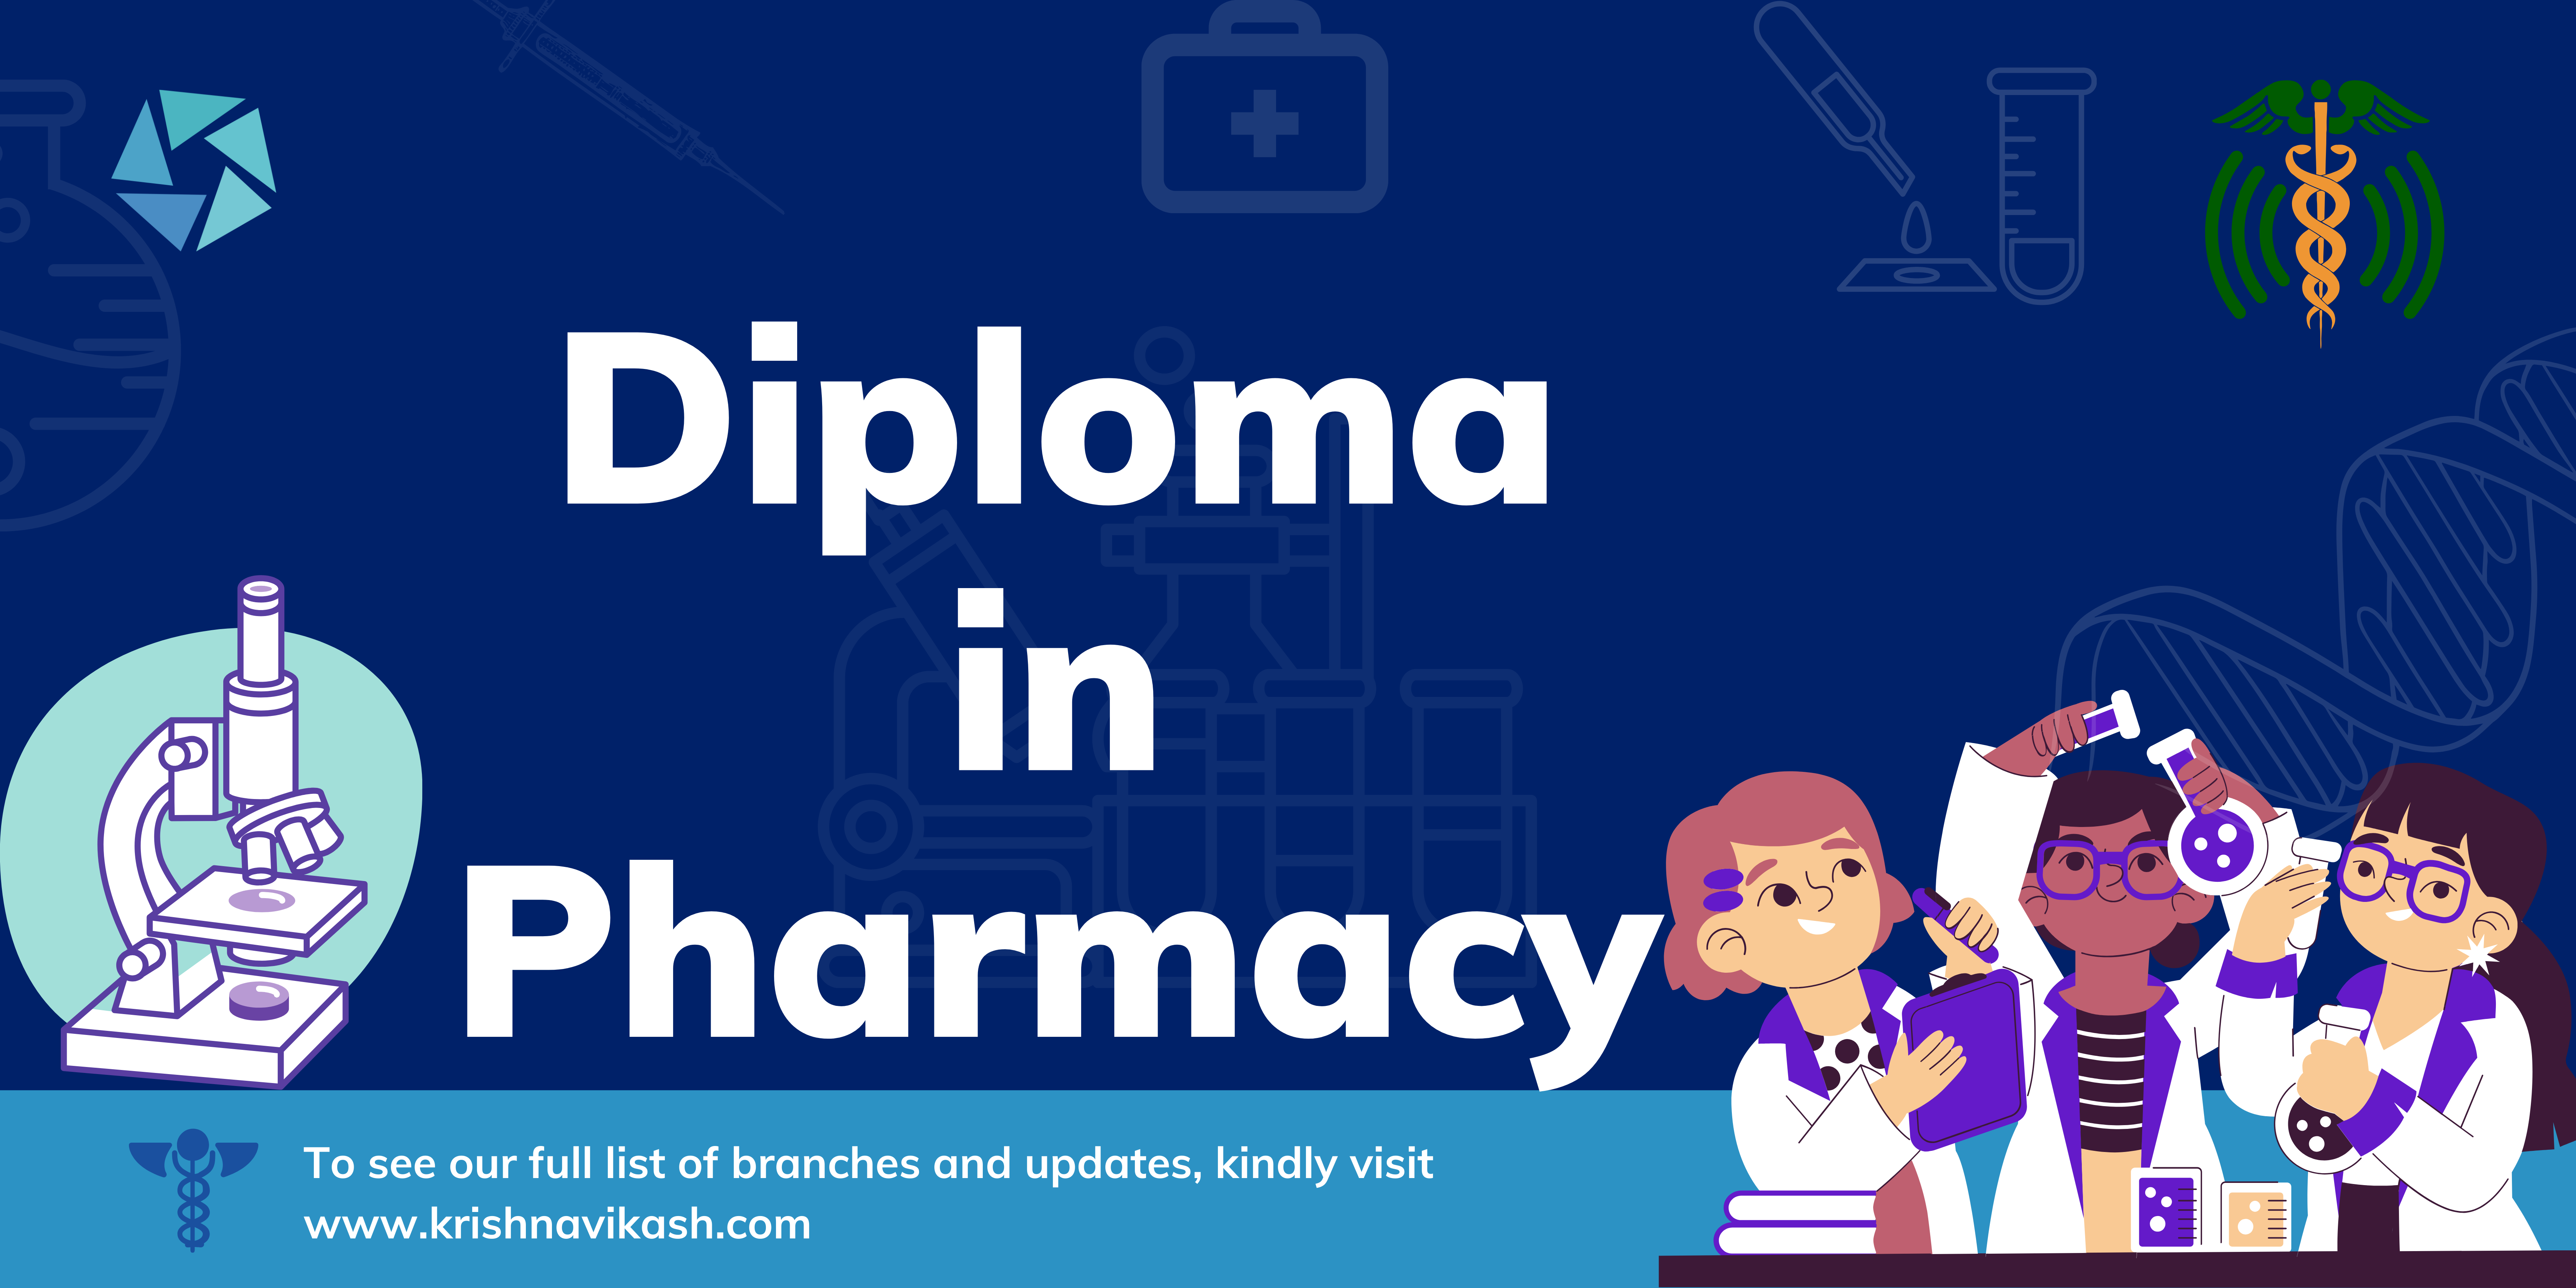 Diploma
in
Pharmacy
To see our full list of branches and updates, kindly visit
www.krishnavikash.com